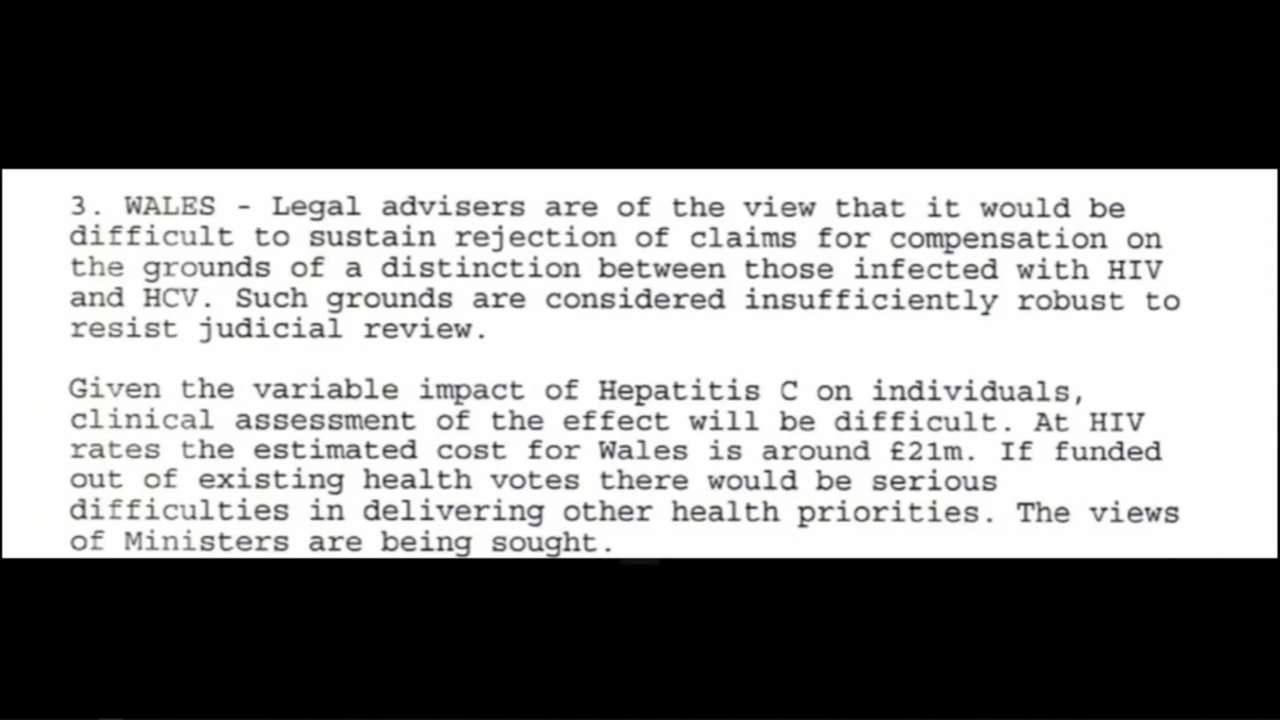 3. WALES - Legal advisers are of the view that it would be
difficult to sustain rejection of claims for compensation on
the grounds of a distinction between those infected with HIV
and HCV. Such grounds are considered insufficiently robust to
resist judicial review.
Given the variable impact of Hepatitis C on individuals,
clinical assessment of the effect will be difficult. At HIV
rates the estimated cost for Wales is around £21m. If funded
out of existing health votes there would be serious
difficulties in delivering other health priorities. The views
of Ministers are being sought.